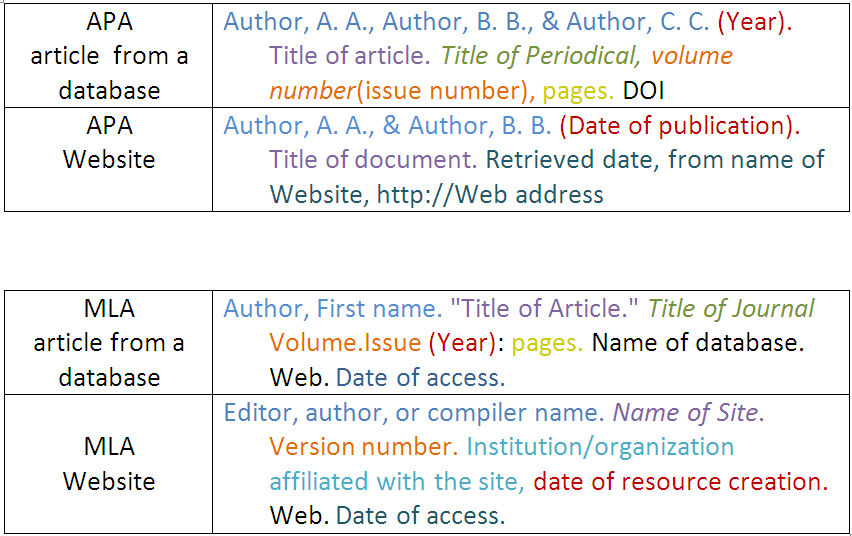 APA
article from a
database
Author, A. A., Author, B. B., & Author, C. C. (Year).
Title of article. Title of Periodical, volume
number(issue number), pages. DOI
APA
Website
Author, A. A., & Author, B. B. (Date of publication).
Title of document. Retrieved date, from name of
Website, http://Web address
MLA
article from a
database
Author, First name. "Title of Article." Title of Journal
Volume.Issue (Year): pages. Name of database.
Web. Date of access.
MLA
Website
Editor, author, or compiler name. Name of Site.
Version number. Institution/organization
affiliated with the site, date of resource creation.
Web. Date of access.